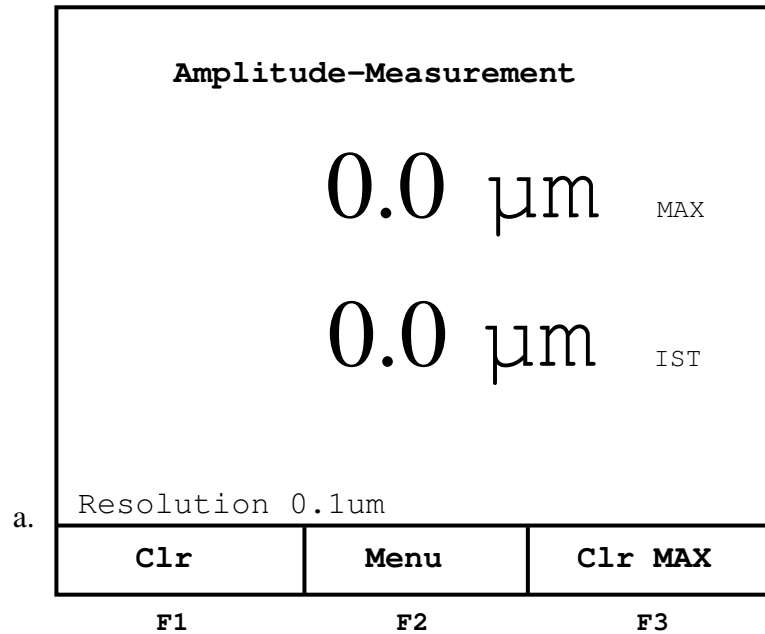 Amplitude-Measurement
0.0 µm MAX
0.0 µm IST
Resolution 0.1um
a.
Clr Menu Clr MAX
F1 F2 F3